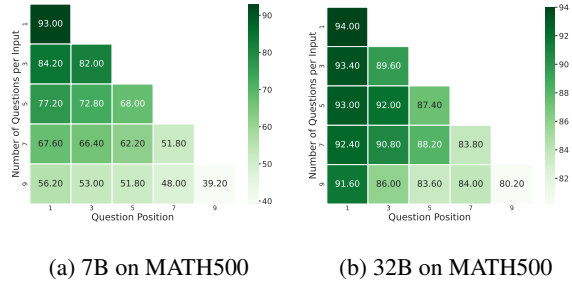 Number of Questions per Input
1
3
5
7
9
93.00
84.20 82.00
77.20 72.80 68.00
67.60 66.40 62.20 51.80
56.20 53.00 51.80 48.00 39.20
1 3 5 7 9
Question Position
90
80
70
60
50
40
(a) 7B on MATH500
Number of Questions per Input
1
3
5
7
9
94.00
93.40 89.60
93.00 92.00 87.40
92.40 90.80 88.20 83.80
91.60 86.00 83.60 84.00 80.20
1 3 5 7 9
Question Position
94
92
90
88
86
84
82
(b) 32B on MATH500